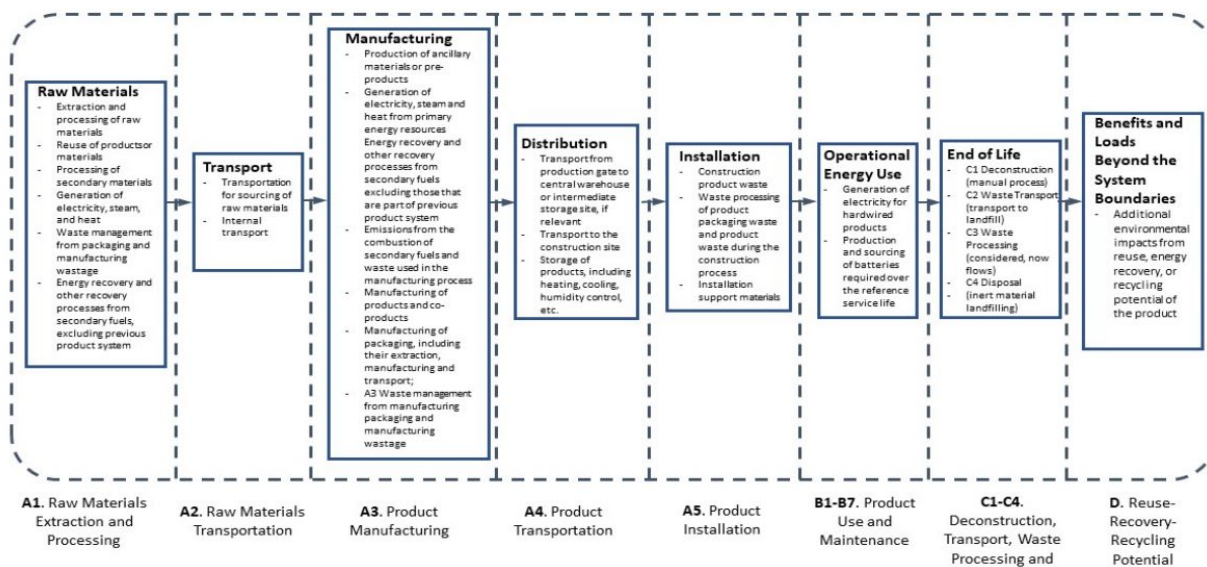 Raw Materials
- Extraction and
processing of raw
materials
- Reuse of productsor
materials
- Processing of
secondary materials
- Generation of
electricity, steam,
and heat
- Waste management
from packaging and
manufacturing
wastage
- Energy recovery and
other recovery
processes from
secondary fuels,
excluding previous
product system
Transport
- Transportation
for sourcing of
raw materials
- Internal
transport
Manufacturing
- Production of ancillary
materials or pre-
products
- Generation of
electricity, steam and
heat from primary
energy resources
Energy recovery and
other recovery
processes from
secondary fuels
excluding those that
are part of previous
product system
- Emissions from the
combustion of
secondary fuels and
waste used in the
manufacturing process
- Manufacturing of
products and co-
products
- Manufacturing of
packaging, including
their extraction,
manufacturing and
transport;
- A3 Waste management
from manufacturing
packaging and
manufacturing
wastage
Distribution
- Transport from
production gate to
central warehouse
or intermediate
storage site, if
relevant
- Transport to the
construction site
- Storage of
products, including
heating, cooling,
humidity control,
etc.
Installation
- Construction
product waste
- Waste processing
of product
packaging waste
and product
waste during the
construction
process
- Installation
support materials
Operational
Energy Use
- Generation of
electricity for
hardwired
products
- Production
and sourcing
of batteries
required over
the reference
service life
End of Life
- C1 Deconstruction
(manual process)
- C2 Waste Transport
(transport to
landfill)
- C3 Waste
Processing
(considered, now
flows)
- C4 Disposal
- (inert material
landfilling)
Benefits and
Loads
Beyond the
System
Boundaries
- Additional
environmental
impacts from
reuse, energy
recovery, or
recycling
potential of
the product
A1. Raw Materials
Extraction and
Processing
A2. Raw Materials
Transportation
A3. Product
Manufacturing
A4. Product
Transportation
A5. Product
Installation
B1-B7. Product
Use and
Maintenance
C1-C4.
Deconstruction,
Transport, Waste
Processing and
D. Reuse-
Recovery-
Recycling
Potential